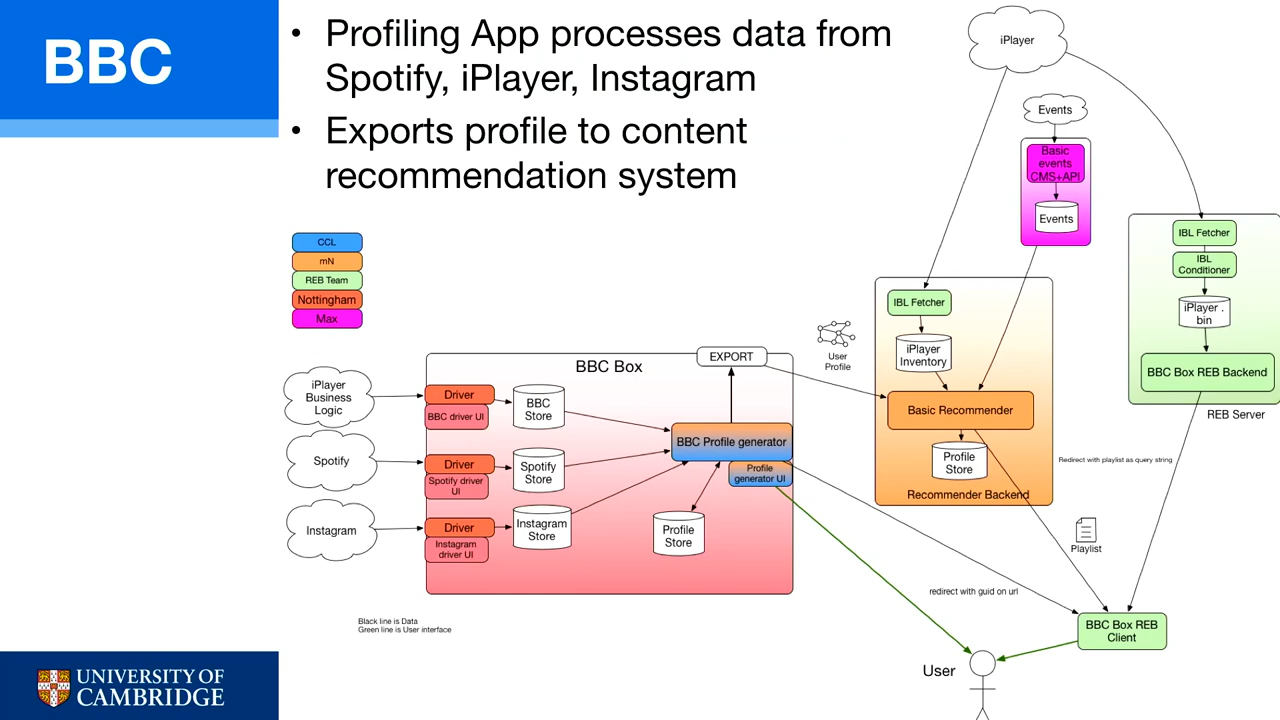 BBC
• Profiling App processes data from
Spotify, iPlayer, Instagram
• Exports profile to content
recommendation system
iPlayer
Events
Basic
events
CMS+API
Events
IBL Fetcher
IBL
Conditioner
iPlayer .
bin
BBC Box REB Backend
REB Server
CCL
mN
REB Team
Nottingham
Max
IBL Fetcher
iPlayer
Inventory
Basic Recommender
Profile
Store
Recommender Backend
User
Profile
EXPORT
BBC Box
iPlayer
Business
Logic
Driver
BBC driver UI
BBC
Store
BBC Profile generator
Profile
generator UI
Spotify
Driver
Spotify driver
UI
Spotify
Store
Instagram
Driver
Instagram
driver UI
Instagram
Store
Profile
Store
Redirect with playlist as query string
Playlist
redirect with guid on url
BBC Box REB
Client
User
Black line is Data
Green line is User interface
UNIVERSITY OF
CAMBRIDGE